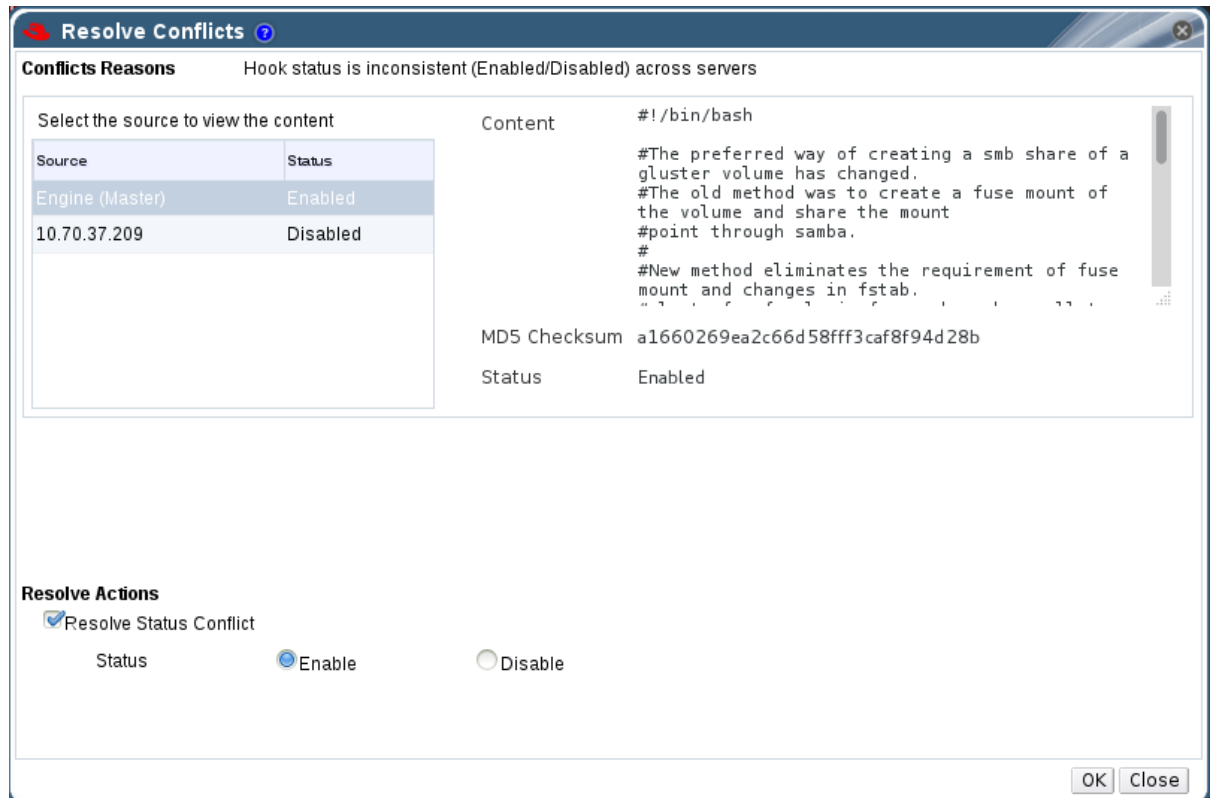 Resolve Conflicts ?
Conflicts Reasons Hook status is inconsistent (Enabled/Disabled) across servers
Select the source to view the content
Source Status
Engine (Master) Enabled
10.70.37.209 Disabled
Content
#!/bin/bash
#The preferred way of creating a smb share of a
gluster volume has changed.
#The old method was to create a fuse mount of
the volume and share the mount
#point through samba.
#
#New method eliminates the requirement of fuse
mount and changes in fstab.
MD5 Checksum a1660269ea2c66d58fff3caf8f94d28b
Status Enabled
Resolve Actions
Resolve Status Conflict
Status Enable Disable
OK Close